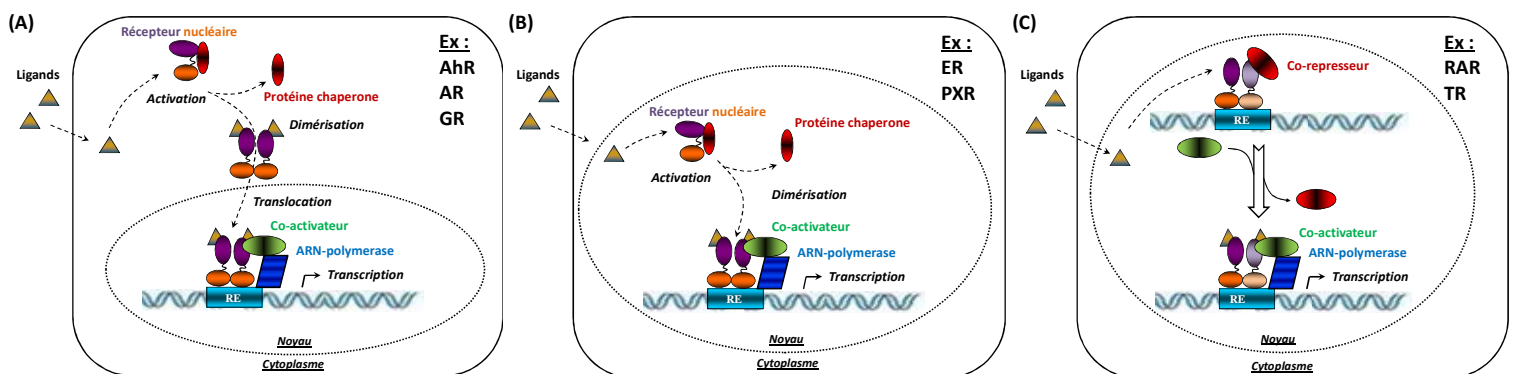 (A)
Récepteur nucléaire
Ex :
AhR
AR
GR
Ligands
Activation
Protéine chaperone
Dimérisation
Translocation
Co-activateur
ARN-polymerase
Transcription
RE
Noyau
Cytoplasme
(B)
Ex :
ER
PXR
Ligands
Récepteur nucléaire
Protéine chaperone
Activation
Dimérisation
Co-activateur
ARN-polymerase
Transcription
RE
Noyau
Cytoplasme
(C)
Ex :
RAR
TR
Ligands
Co-represseur
RE
Co-activateur
ARN-polymerase
Transcription
RE
Noyau
Cytoplasme